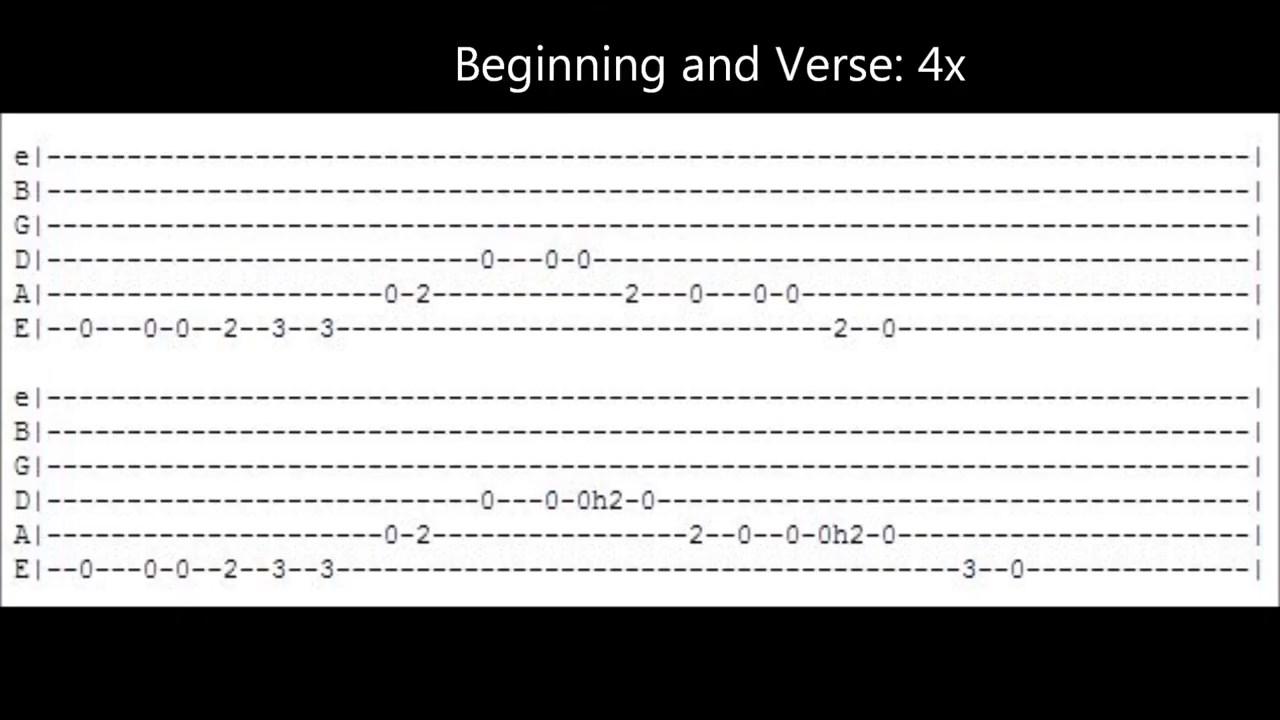 Beginning and Verse: 4x
e|---------------------------------------------------------------------------|
B|---------------------------------------------------------------------------|
G|---------------------------------------------------------------------------|
D|---------------------------0---0-0-----------------------------------------|
A|---------------------0-2------------2---0---0-0----------------------------|
E|--0---0-0--2--3--3-------------------------------2--0----------------------|
e|---------------------------------------------------------------------------|
B|---------------------------------------------------------------------------|
G|---------------------------------------------------------------------------|
D|---------------------------0---0-0h2-0-------------------------------------|
A|---------------------0-2----------------2--0--0-0h2-0----------------------|
E|--0---0-0--2--3--3---------------------------------------3--0--------------|